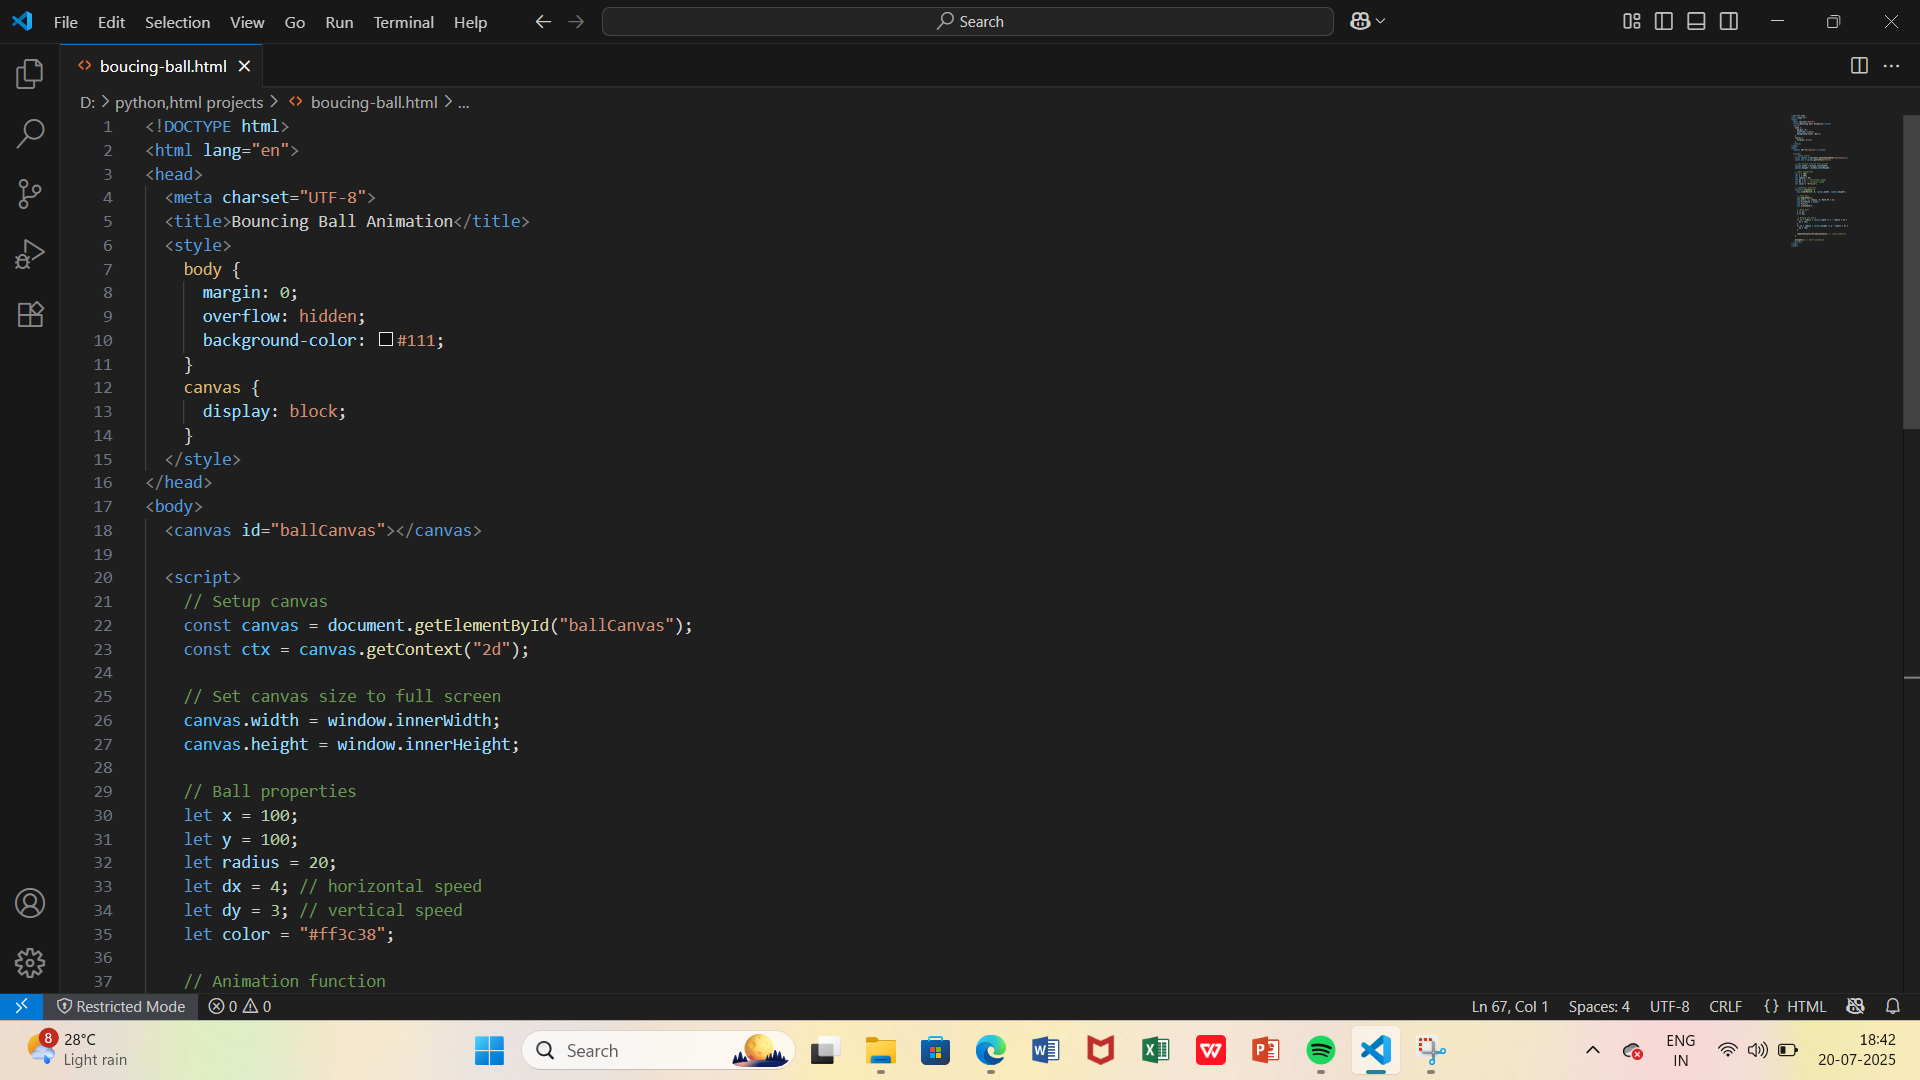 File Edit Selection View Go Run Terminal Help Search
boucing-ball.html
D: > python,html projects > boucing-ball.html > ...
1 <!DOCTYPE html>
2 <html lang="en">
3 <head>
4 <meta charset="UTF-8">
5 <title>Bouncing Ball Animation</title>
6 <style>
7 body {
8 margin: 0;
9 overflow: hidden;
10 background-color: #111;
11 }
12 canvas {
13 display: block;
14 }
15 </style>
16 </head>
17 <body>
18 <canvas id="ballCanvas"></canvas>
19
20 <script>
21 // Setup canvas
22 const canvas = document.getElementById("ballCanvas");
23 const ctx = canvas.getContext("2d");
24
25 // Set canvas size to full screen
26 canvas.width = window.innerWidth;
27 canvas.height = window.innerHeight;
28
29 // Ball properties
30 let x = 100;
31 let y = 100;
32 let radius = 20;
33 let dx = 4; // horizontal speed
34 let dy = 3; // vertical speed
35 let color = "#ff3c38";
36
37 // Animation function
Restricted Mode 0 0 Ln 67, Col 1 Spaces: 4 UTF-8 CRLF {} HTML
8 28°C
Light rain
Search
W
X
W
P
ENG
IN
18:42
20-07-2025